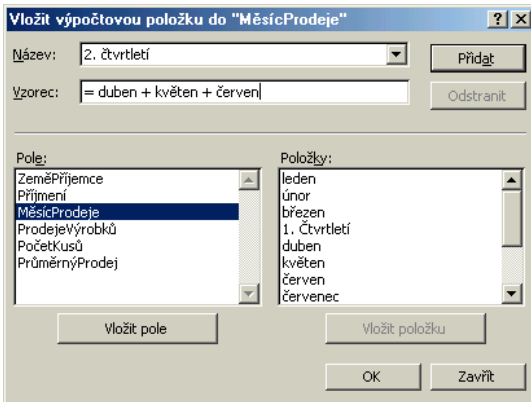 Vložit výpočtovou položku do "MěsícProdeje"
Název: 2. čtvrtletí Přidat
Vzorec: = duben + květen + červen Odstranit
Pole: Položky:
ZeměPříjemce leden
Příjmení únor
MěsícProdeje březen
ProdejeVýrobků 1. Čtvrtletí
PočetKusů duben
PrůměrnýProdej květen
červen
červenec
Vložit pole Vložit položku
OK Zavřít